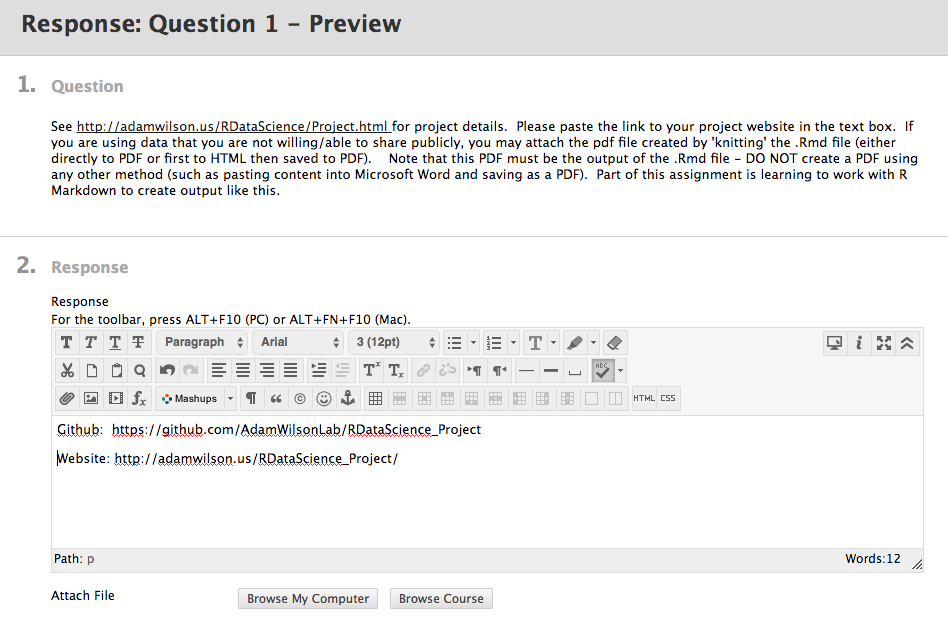 Response: Question 1 – Preview
1. Question
See http://adamwilson.us/RDataScience/Project.html for project details.  Please paste the link to your project website in the text box.  If
you are using data that you are not willing/able to share publicly, you may attach the pdf file created by 'knitting' the .Rmd file (either
directly to PDF or first to HTML then saved to PDF).    Note that this PDF must be the output of the .Rmd file – DO NOT create a PDF using
any other method (such as pasting content into Microsoft Word and saving as a PDF).  Part of this assignment is learning to work with R
Markdown to create output like this.
2. Response
Response
For the toolbar, press ALT+F10 (PC) or ALT+FN+F10 (Mac).
T T T T Paragraph Arial 3 (12pt) T
T T ABC
fx Mashups HTML CSS
Github:  https://github.com/AdamWilsonLab/RDataScience_Project
Website: http://adamwilson.us/RDataScience_Project/
Path: p Words:12
Attach File Browse My Computer Browse Course